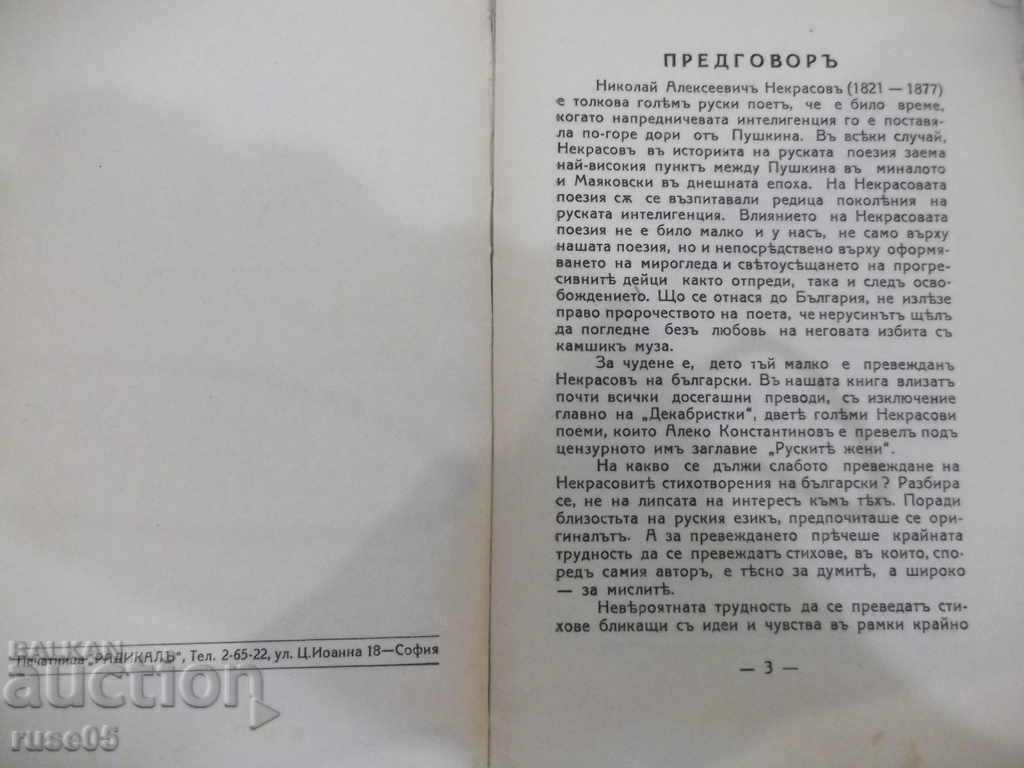 Печатница „РАДИКАЛЪ", Тел. 2-65-22, ул. Ц.Иоанна 18—София
BALKAN
auction
ruse05
ПРЕДГОВОРЪ
Николай Алексеевичъ Некрасовъ (1821 — 1877)
е толкова голѣмъ руски поетъ, че е било време,
когато напредничевата интелигенция го е поставя-
ла по-горе дори отъ Пушкина. Въ всѣки случай,
Некрасовъ въ историята на руската поезия заема
най-високия пунктъ между Пушкина въ миналото
и Маяковски въ днешната епоха. На Некрасовата
поезия сѫ се възпитавали редица поколѣния на
руската интелигенция. Влиянието на Некрасовата
поезия не е било малко и у насъ, не само върху
нашата поезия, но и непосрѣдствено върху оформя-
ването на мирогледа и свѣтоусѣщането на прогре-
сивнитѣ дейци както отпреди, така и следъ осво-
бождението. Що се отнася до България, не излѣзе
право пророчеството на поета, че нерусинътъ щѣлъ
да погледне безъ любовь на неговата избита съ
камшикъ муза.
За чудене е, дето тъй малко е превежданъ
Некрасовъ на български. Въ нашата книга влизатъ
почти всички досегашни преводи, съ изключение
главно на „Декабристки", дветѣ голѣми Некрасови
поеми, които Алеко Константиновъ е превелъ подъ
цензурното имъ заглавие „Рускитѣ жени".
На какво се дължи слабото превеждане на
Некрасовитѣ стихотворения на български? Разбира
се, не на липсата на интересъ къмъ тѣхъ. Поради
близостьта на руския езикъ, предпочиташе се ори-
гиналътъ. А за превеждането прѣчеше крайната
трудность да се превеждатъ стихове, въ които, спо-
редъ самия авторъ, е тѣсно за думитѣ, а широко
— за мислитѣ.
Невѣроятната трудность да се преведатъ сти-
хове бликащи съ идеи и чувства въ рамки крайно
— 3 —